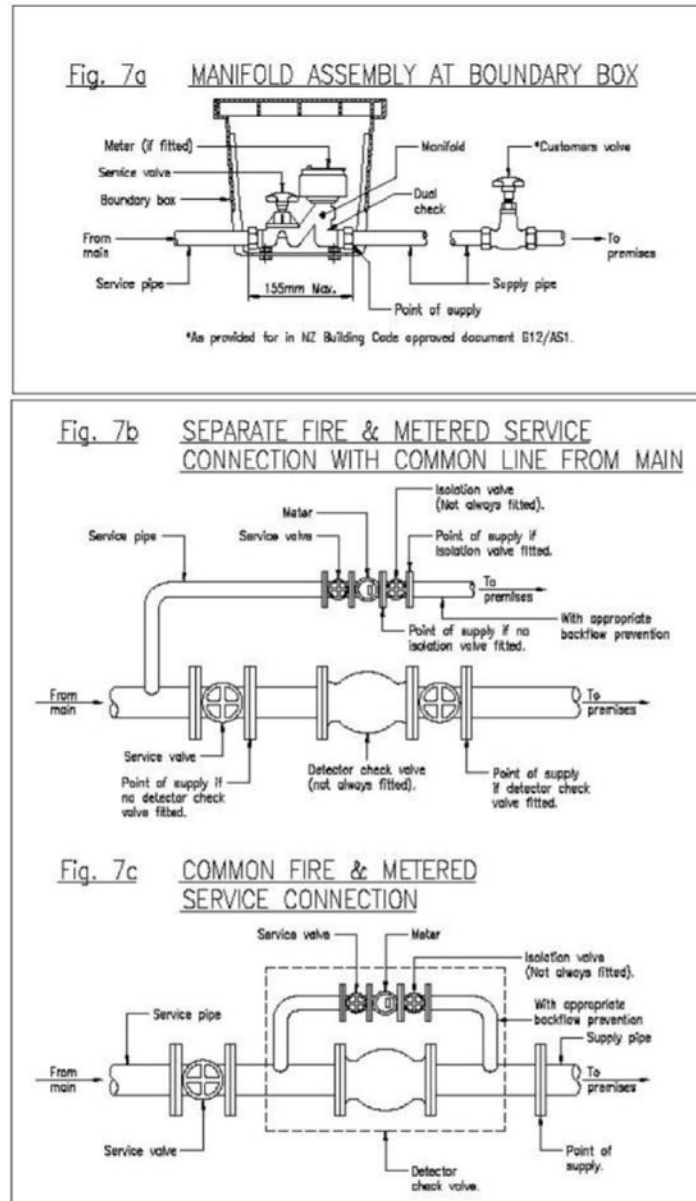 Fig. 7a MANIFOLD ASSEMBLY AT BOUNDARY BOX
Meter (if fitted)
Service valve
Boundary box
Manifold
Dual
check
*Customers valve
From
main
Service pipe
155mm Max.
Point of supply
Supply pipe
To
premises
*As provided for in NZ Building Code approved document G12/AS1.
Fig. 7b SEPARATE FIRE & METERED SERVICE
CONNECTION WITH COMMON LINE FROM MAIN
Service pipe
Meter
Service valve
Isolation valve
(Not always fitted).
Point of supply if
isolation valve fitted.
To
premises
Point of supply if no
isolation valve fitted.
With appropriate
backflow prevention
From
main
To
premises
Service valve
Point of supply if
no detector check
valve fitted.
Detector check valve
(not always fitted).
Point of supply
if detector check
valve fitted.
Fig. 7c COMMON FIRE & METERED
SERVICE CONNECTION
Service valve
Meter
Isolation valve
(Not always fitted).
Service pipe
With appropriate
backflow prevention
Supply pipe
From
main
To
premises
Service valve
Detector
check valve.
Point of
supply.